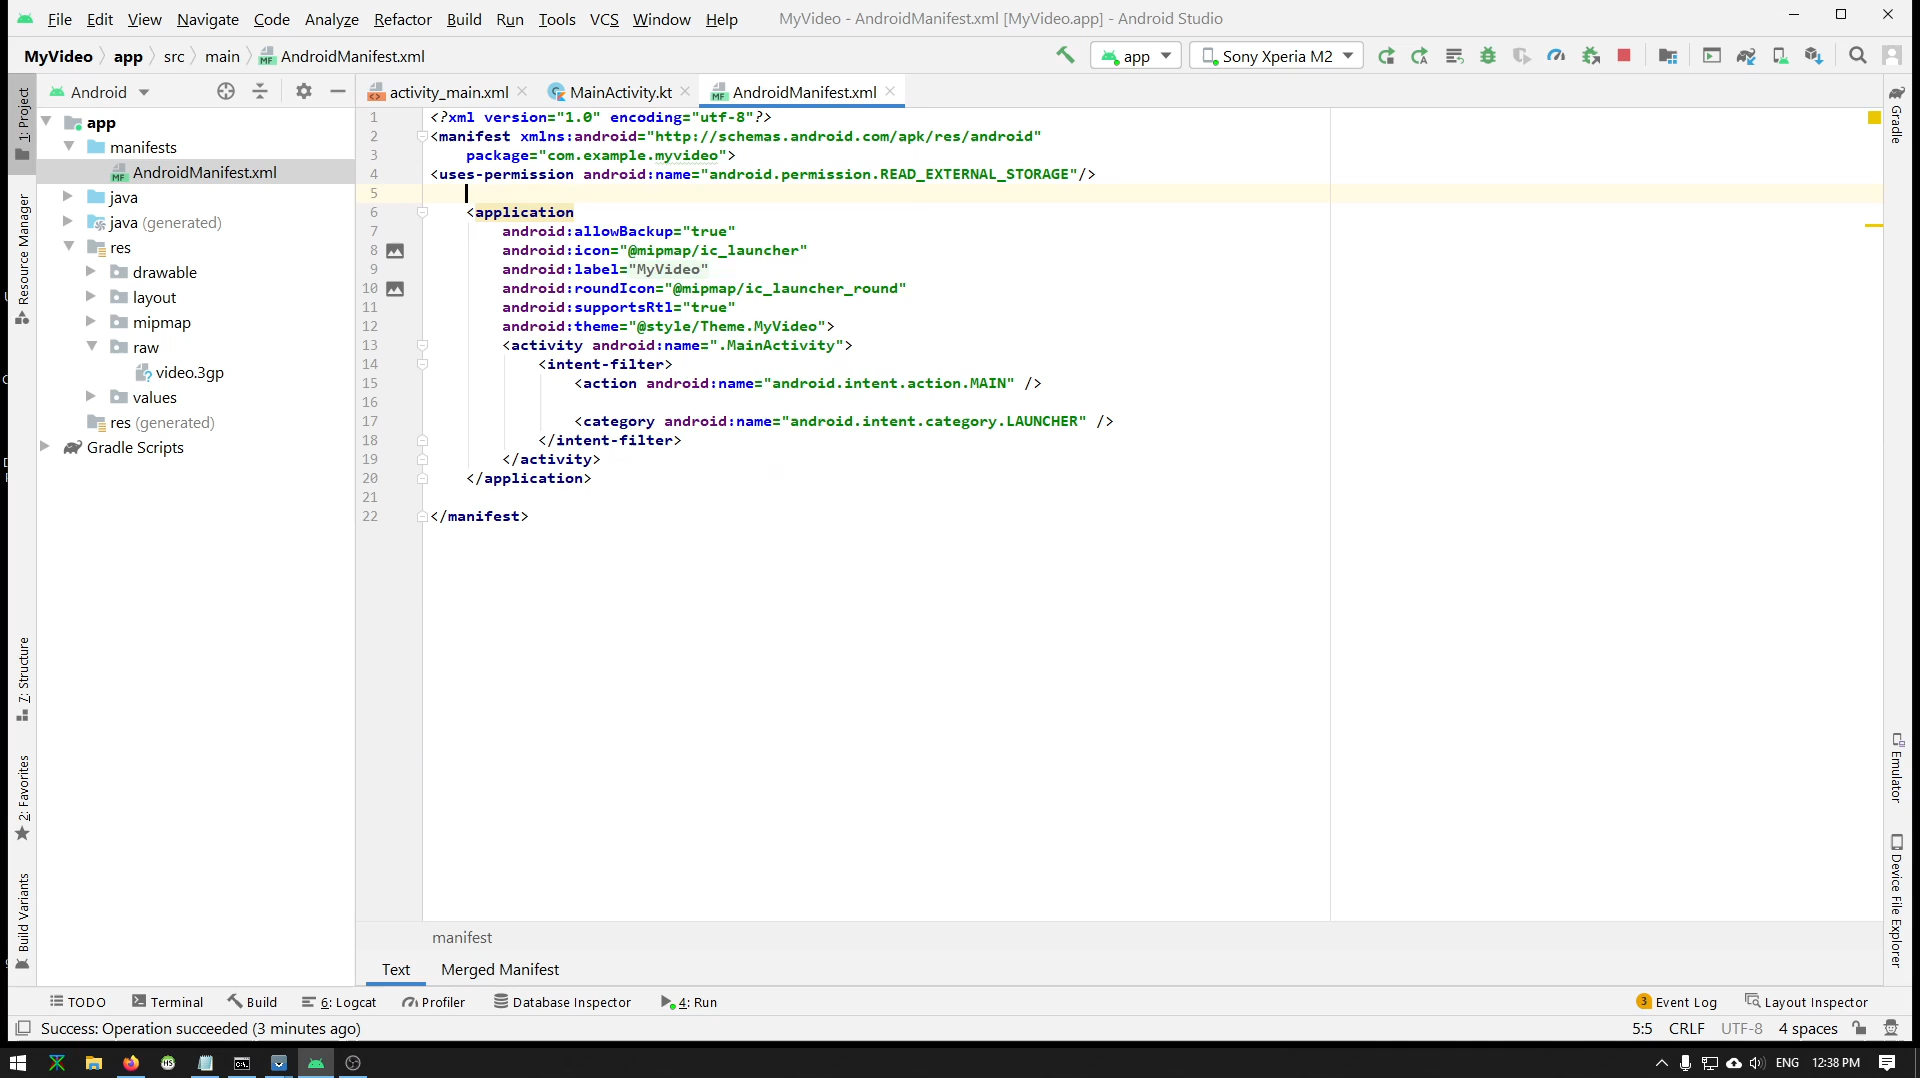 File Edit View Navigate Code Analyze Refactor Build Run Tools VCS Window Help MyVideo - AndroidManifest.xml [MyVideo.app] - Android Studio
MyVideo app src main AndroidManifest.xml app Sony Xperia M2
Android
activity_main.xml MainActivity.kt AndroidManifest.xml
1: Project
Resource Manager
7: Structure
2: Favorites
Build Variants
app
manifests
AndroidManifest.xml
java
java (generated)
res
drawable
layout
mipmap
raw
video.3gp
values
res (generated)
Gradle Scripts
1 <?xml version="1.0" encoding="utf-8"?>
2 <manifest xmlns:android="http://schemas.android.com/apk/res/android"
3 package="com.example.myvideo">
4 <uses-permission android:name="android.permission.READ_EXTERNAL_STORAGE"/>
5
6 <application
7 android:allowBackup="true"
8 android:icon="@mipmap/ic_launcher"
9 android:label="MyVideo"
10 android:roundIcon="@mipmap/ic_launcher_round"
11 android:supportsRtl="true"
12 android:theme="@style/Theme.MyVideo">
13 <activity android:name=".MainActivity">
14 <intent-filter>
15 <action android:name="android.intent.action.MAIN" />
16
17 <category android:name="android.intent.category.LAUNCHER" />
18 </intent-filter>
19 </activity>
20 </application>
21
22 </manifest>
Gradle
Emulator
Device File Explorer
manifest
Text Merged Manifest
TODO Terminal Build 6: Logcat Profiler Database Inspector 4: Run 3 Event Log Layout Inspector
Success: Operation succeeded (3 minutes ago) 5:5 CRLF UTF-8 4 spaces
ENG 12:38 PM